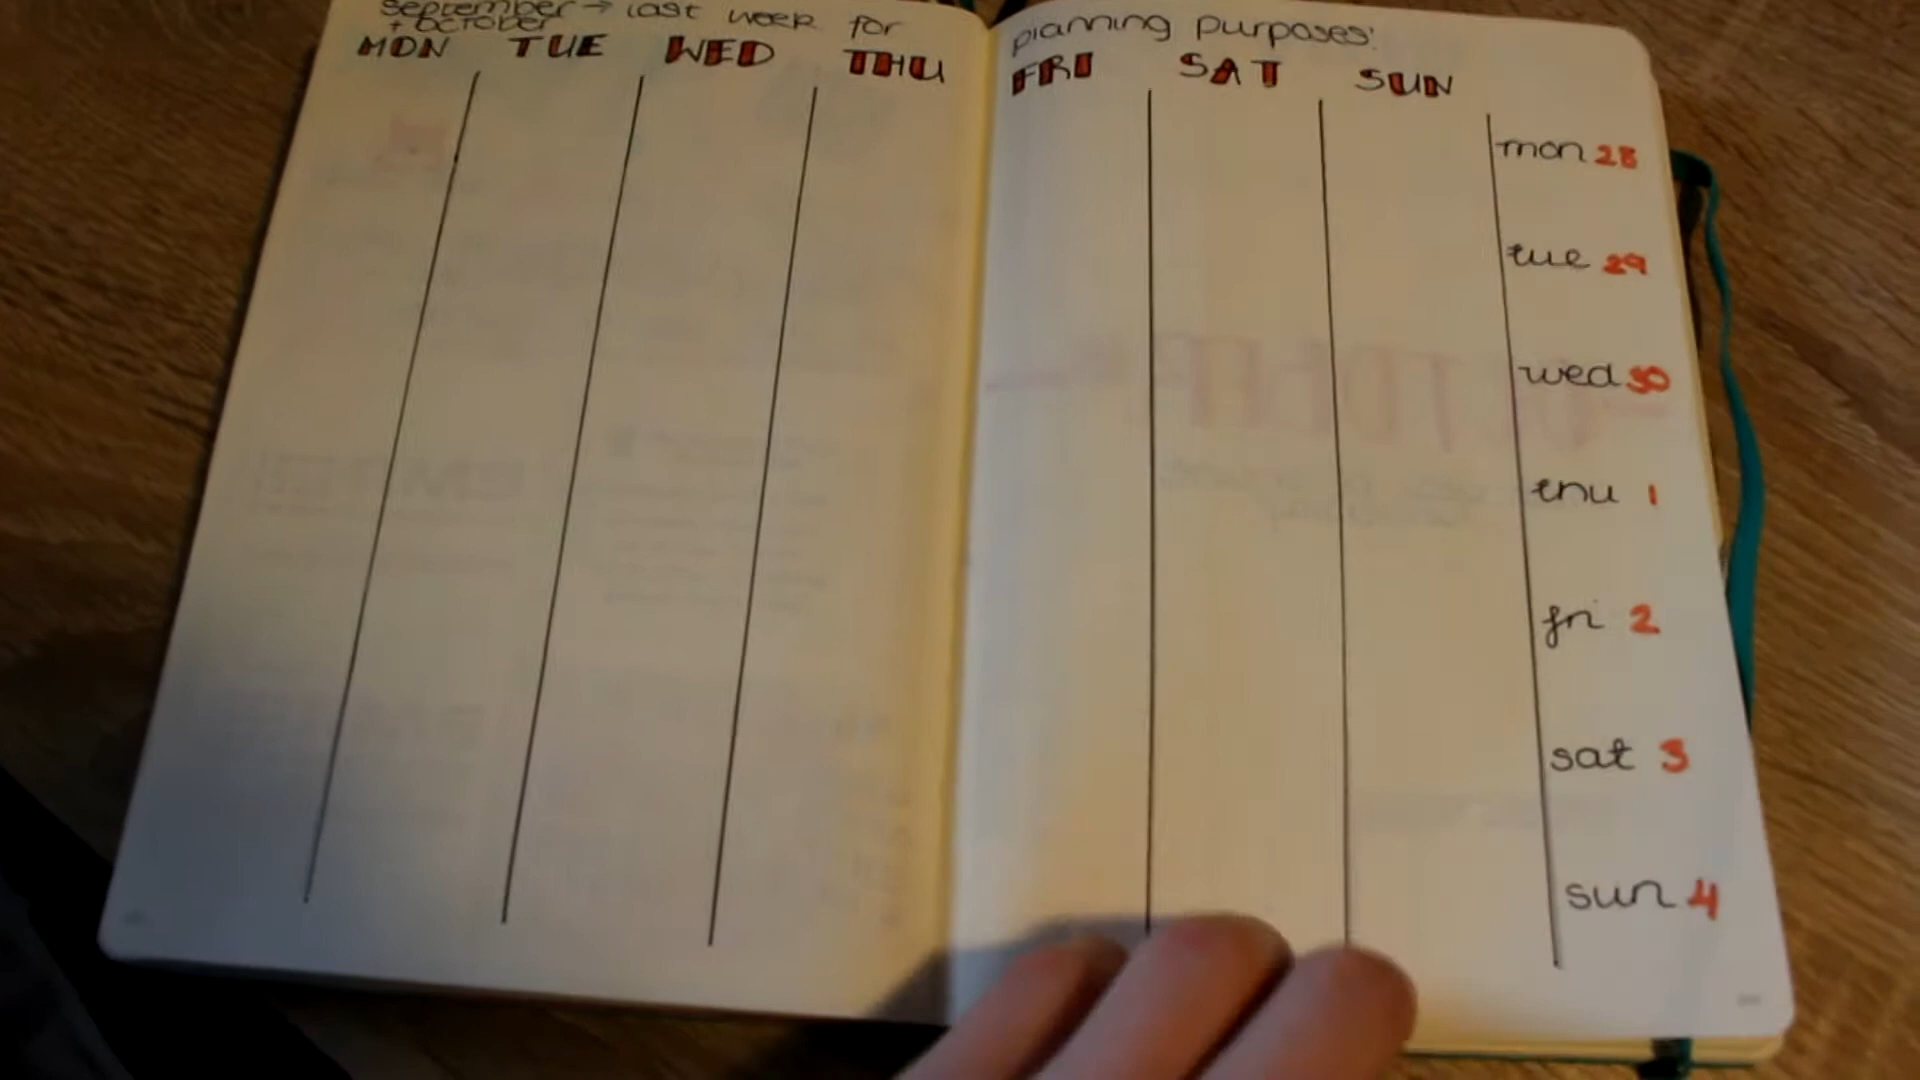 september → last week for planning purposes:
+ october
MON TUE WED THU FRI SAT SUN
mon 28
tue 29
wed 30
thu 1
fri 2
sat 3
sun 4